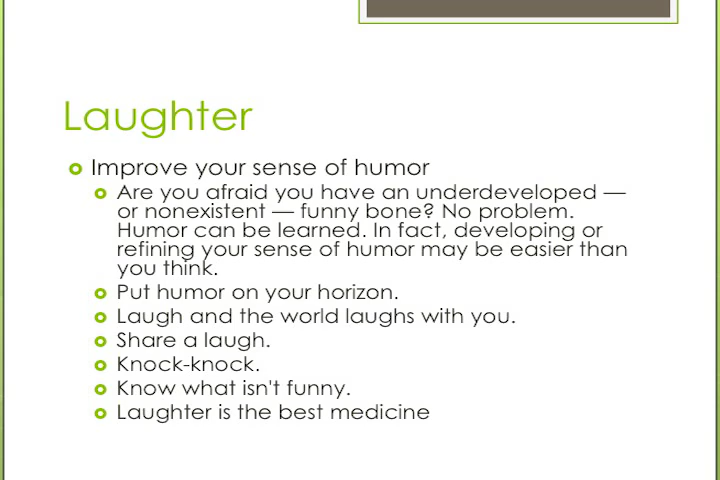 Laughter
Improve your sense of humor
Are you afraid you have an underdeveloped —
or nonexistent — funny bone? No problem.
Humor can be learned. In fact, developing or
refining your sense of humor may be easier than
you think.
Put humor on your horizon.
Laugh and the world laughs with you.
Share a laugh.
Knock-knock.
Know what isn't funny.
Laughter is the best medicine